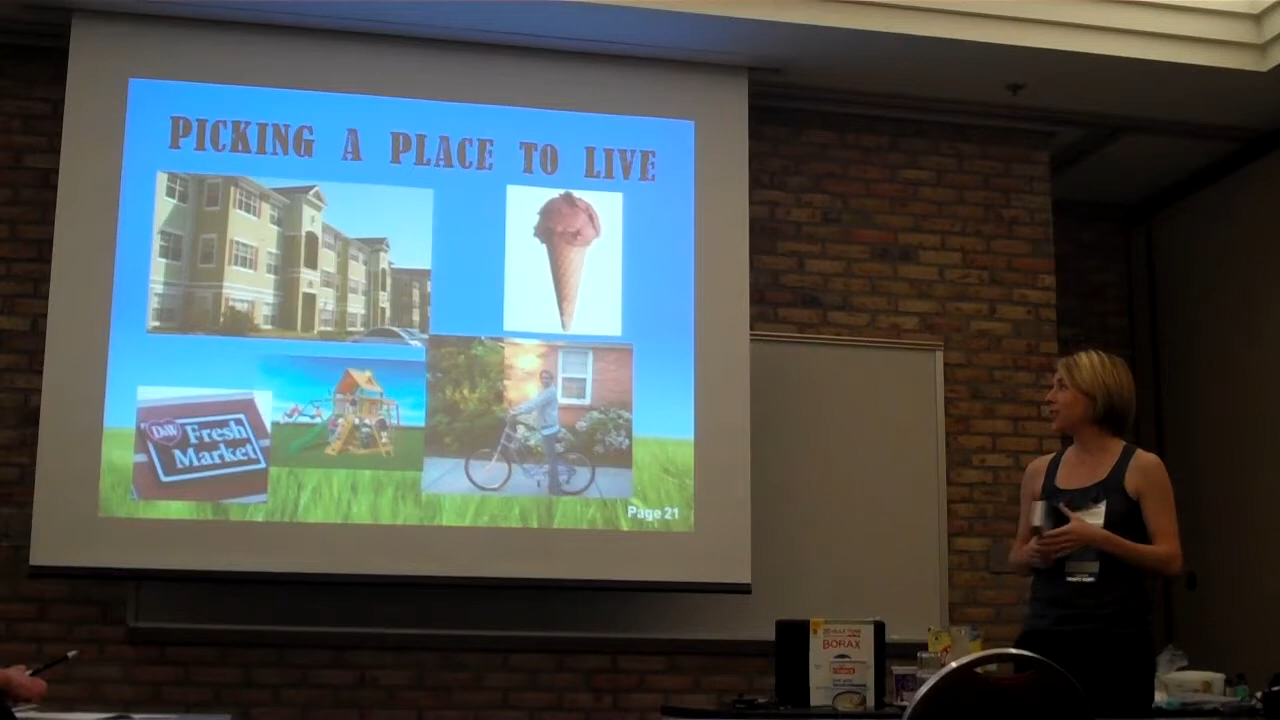 PICKING A PLACE TO LIVE
D&W
Fresh
Market
Page 21
BORAX